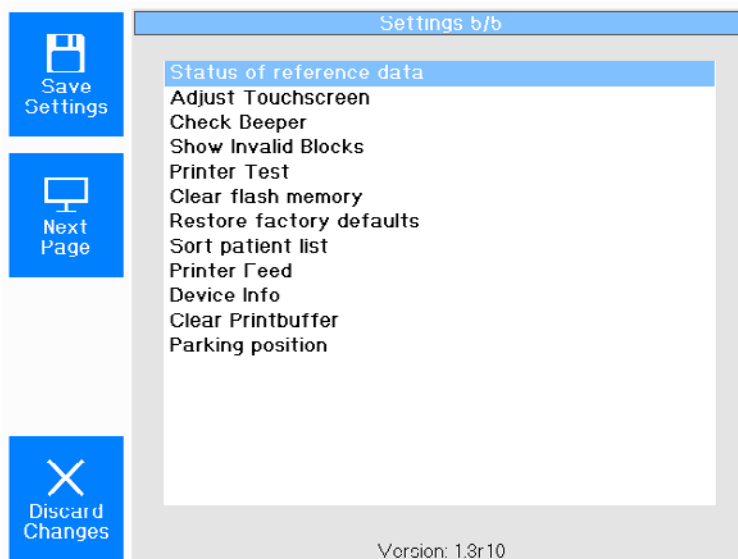 Settings 5/5
Save
Settings
Next
Page
Discard
Changes
Status of reference data
Adjust Touchscreen
Check Beeper
Show Invalid Blocks
Printer Test
Clear flash memory
Restore factory defaults
Sort patient list
Printer Feed
Device Info
Clear Printbuffer
Parking position
Version: 1.3r10